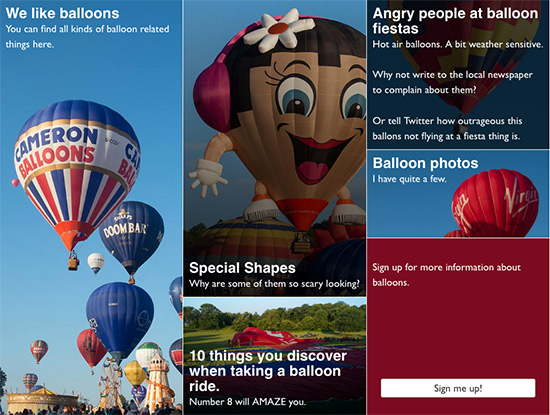 We like balloons
You can find all kinds of balloon related
things here.
CAMERON
BALLOONS
DOOM BAR
Special Shapes
Why are some of them so scary looking?
10 things you discover
when taking a balloon
ride.
Number 8 will AMAZE you.
Angry people at balloon
fiestas
Hot air balloons. A bit weather sensitive.
Why not write to the local newspaper
to complain about them?
Or tell Twitter how outrageous this
ballons not flying at a fiesta thing is.
Balloon photos
I have quite a few.
Virgin
Sign up for more information about
balloons.
Sign me up!